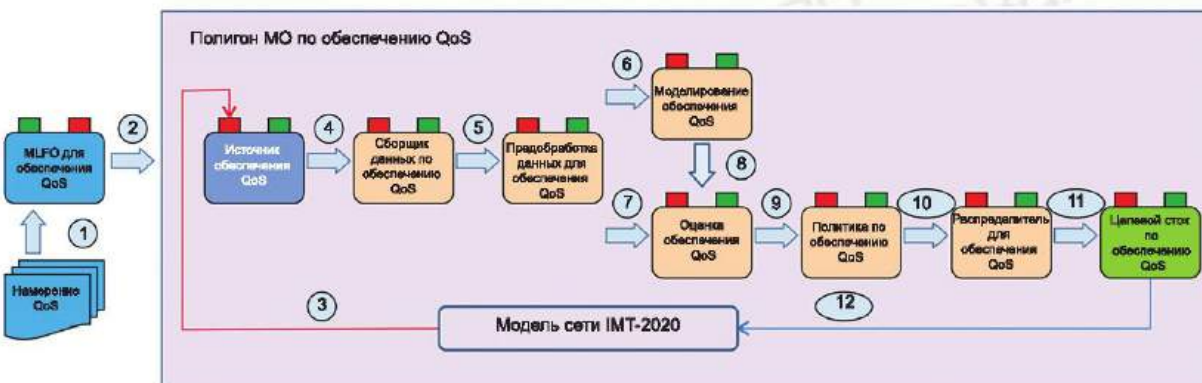 Полигон МО по обеспечению QoS
MLFO для
обеспечения
QoS
2
1
Намерение
QoS
Источник
обеспечения
QoS
4
Сборщик
данных по
обеспечению
QoS
5
Предобработка
данных для
обеспечения
QoS
6
Моделирование
обеспечения
QoS
8
7
Оценка
обеспечения
QoS
9
Политика по
обеспечению
QoS
10
Распределитель
для
обеспечения
QoS
11
Целевой сток
по
обеспечению
QoS
3
12
Модель сети IMT-2020